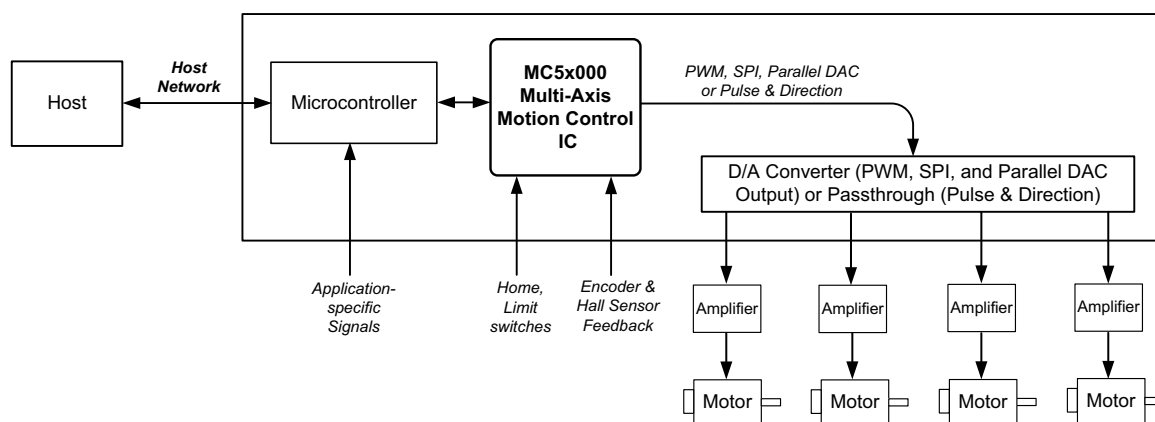 Host
Host
Network
Microcontroller
MC5x000
Multi-Axis
Motion Control
IC
PWM, SPI, Parallel DAC
or Pulse & Direction
D/A Converter (PWM, SPI, and Parallel DAC
Output) or Passthrough (Pulse & Direction)
Application-
specific
Signals
Home,
Limit
switches
Encoder &
Hall Sensor
Feedback
Amplifier
Amplifier
Amplifier
Amplifier
Motor
Motor
Motor
Motor